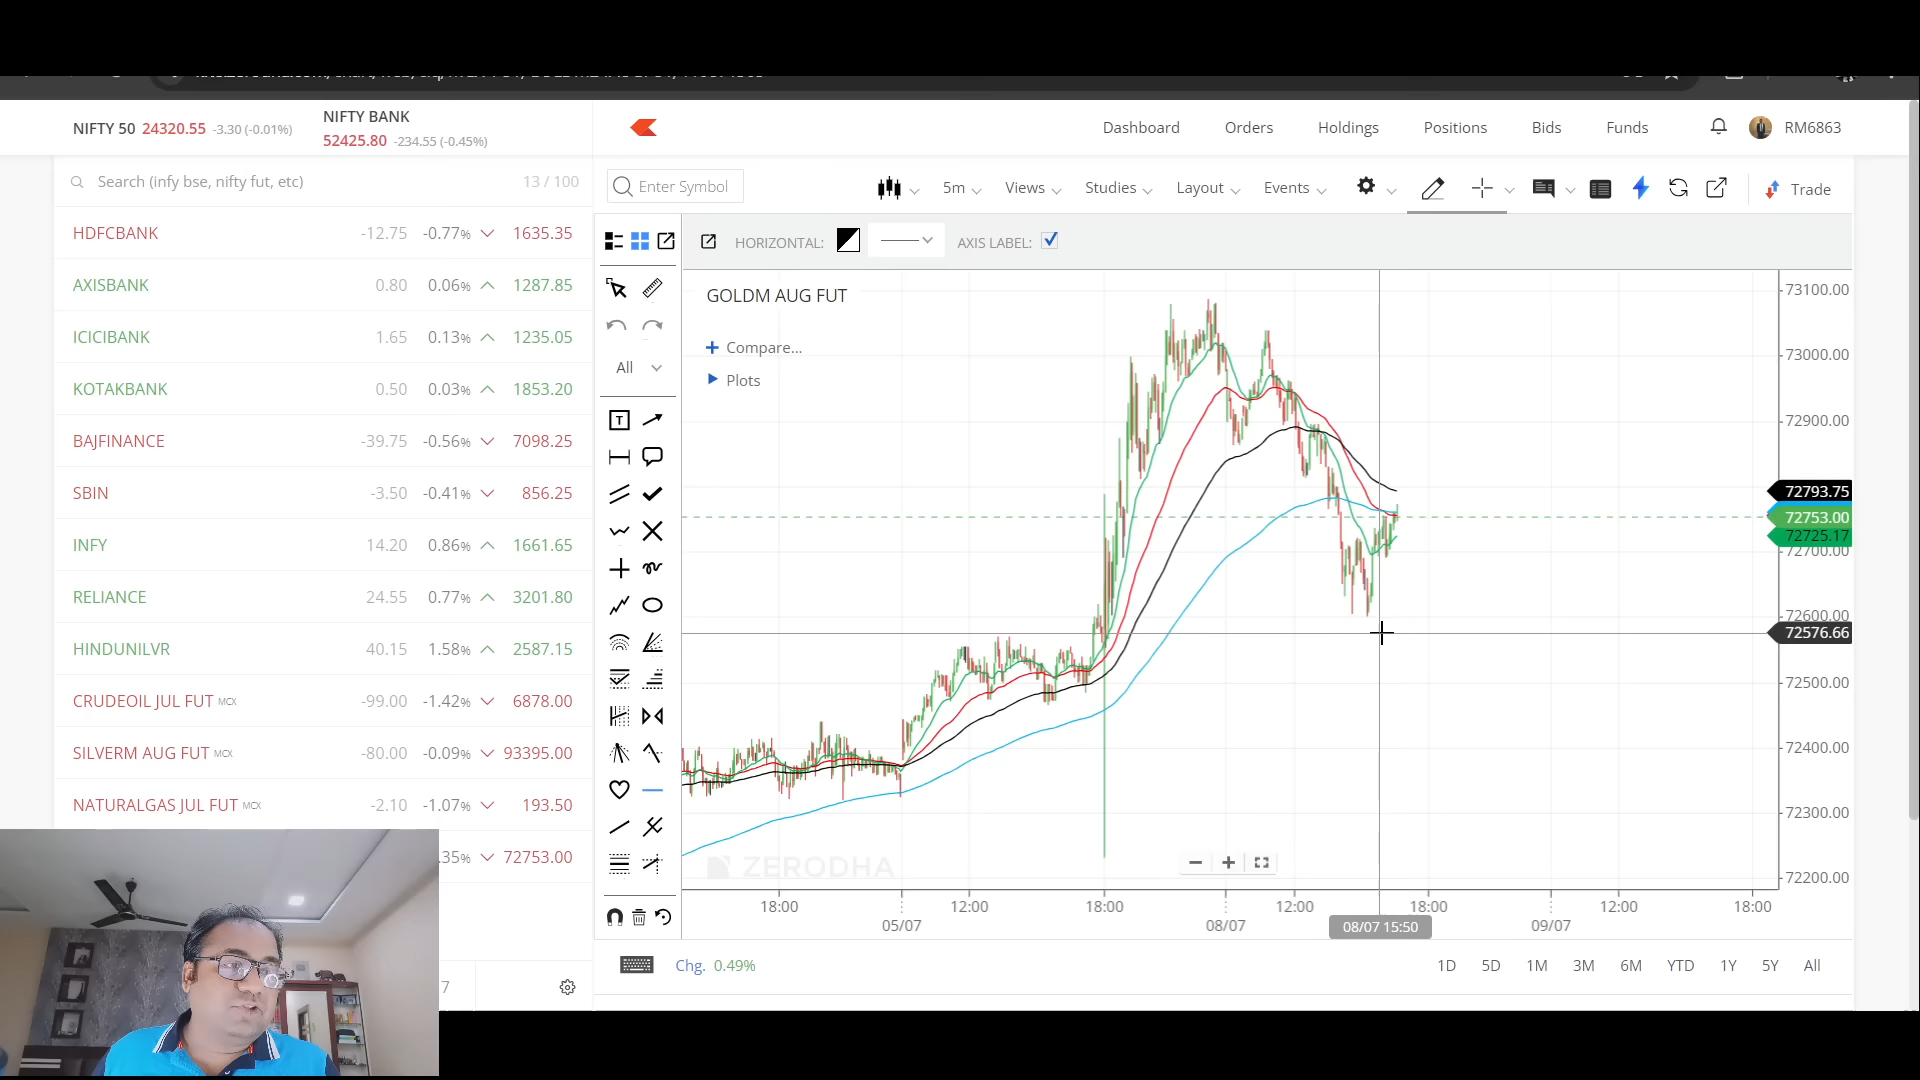 NIFTY 50 24320.55 -3.30 (-0.01%)
NIFTY BANK
52425.80 -234.55 (-0.45%)
Dashboard Orders Holdings Positions Bids Funds RM6863
Search (infy bse, nifty fut, etc) 13 / 100
HDFCBANK -12.75 -0.77% 1635.35
AXISBANK 0.80 0.06% 1287.85
ICICIBANK 1.65 0.13% 1235.05
KOTAKBANK 0.50 0.03% 1853.20
BAJFINANCE -39.75 -0.56% 7098.25
SBIN -3.50 -0.41% 856.25
INFY 14.20 0.86% 1661.65
RELIANCE 24.55 0.77% 3201.80
HINDUNILVR 40.15 1.58% 2587.15
CRUDEOIL JUL FUT MCX -99.00 -1.42% 6878.00
SILVERM AUG FUT MCX -80.00 -0.09% 93395.00
NATURALGAS JUL FUT MCX -2.10 -1.07% 193.50
.35% 72753.00
7
Enter Symbol 5m Views Studies Layout Events Trade
HORIZONTAL: AXIS LABEL:
All
T
GOLDM AUG FUT
+ Compare...
Plots
73100.00
73000.00
72900.00
72793.75
72753.00
72725.17
72700.00
72600.00
72576.66
72500.00
72400.00
72300.00
72200.00
ZERODHA
18:00 12:00 18:00 12:00 18:00 12:00 18:00
05/07 08/07 08/07 15:50 09/07
Chg. 0.49%
1D 5D 1M 3M 6M YTD 1Y 5Y All